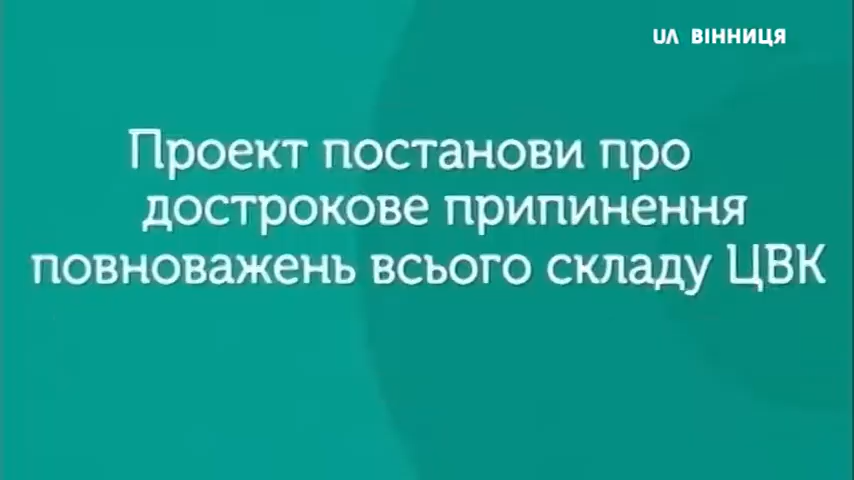 UA ВІННИЦЯ
Проект постанови про
дострокове припинення
повноважень всього складу ЦВК